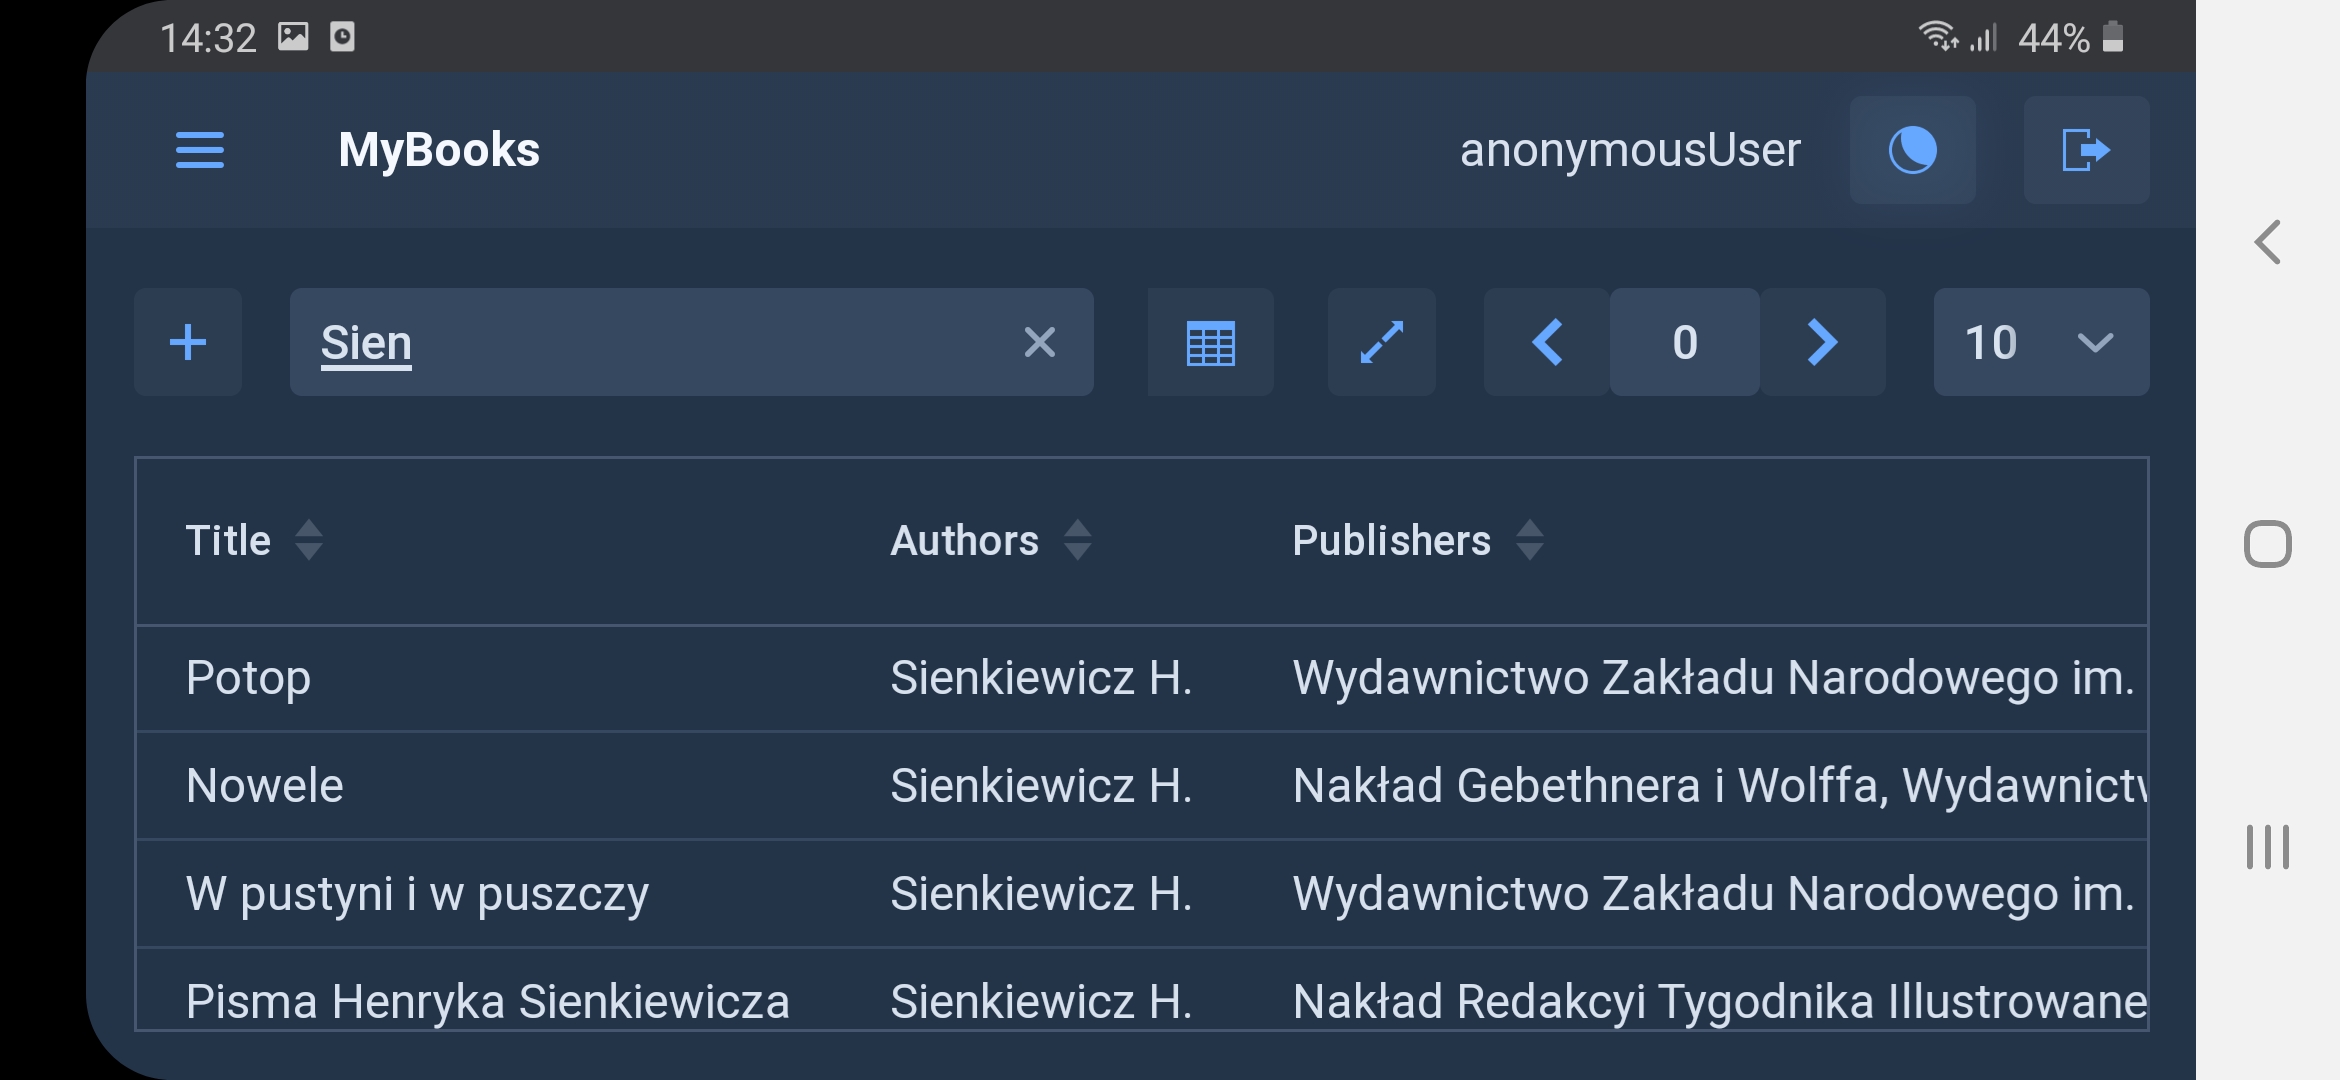 14:32 44%
MyBooks anonymousUser
Sien 0 10
Title Authors Publishers
Potop Sienkiewicz H. Wydawnictwo Zakładu Narodowego im.
Nowele Sienkiewicz H. Nakład Gebethnera i Wolffa, Wydawnictw
W pustyni i w puszczy Sienkiewicz H. Wydawnictwo Zakładu Narodowego im.
Pisma Henryka Sienkiewicza Sienkiewicz H. Nakład Redakcyi Tygodnika Illustrowane